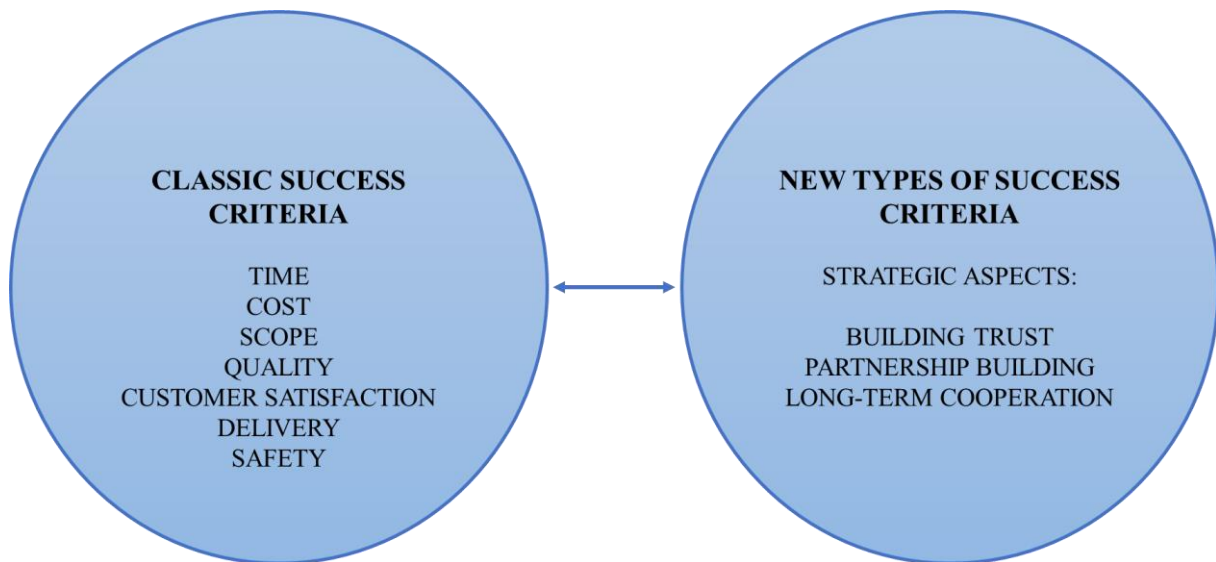 CLASSIC SUCCESS
CRITERIA
TIME
COST
SCOPE
QUALITY
CUSTOMER SATISFACTION
DELIVERY
SAFETY
NEW TYPES OF SUCCESS
CRITERIA
STRATEGIC ASPECTS:
BUILDING TRUST
PARTNERSHIP BUILDING
LONG-TERM COOPERATION